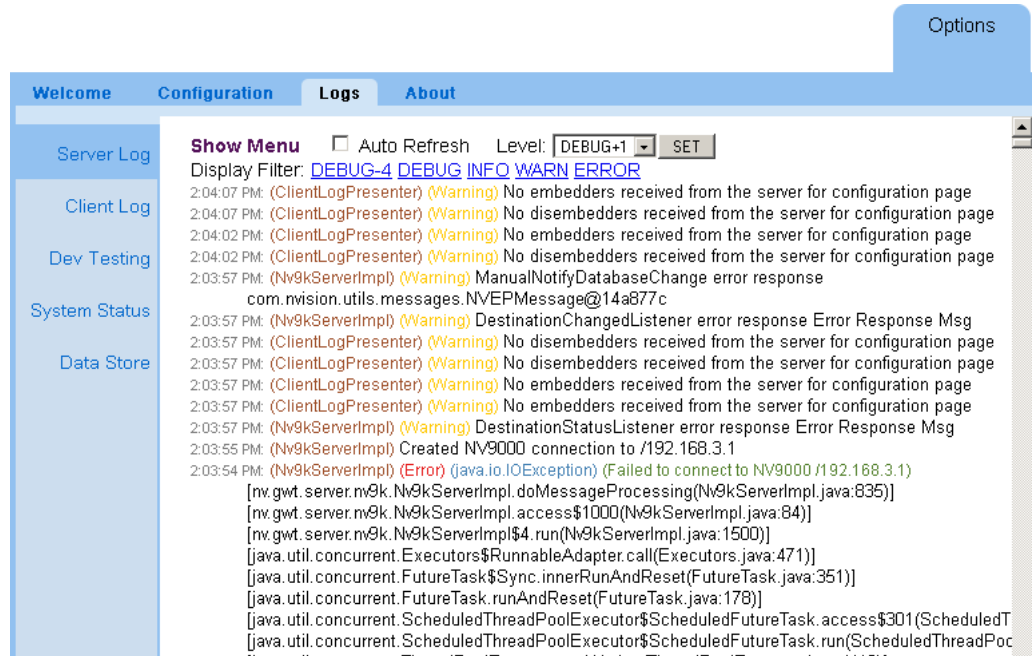 Options
Welcome Configuration Logs About
Server Log
Client Log
Dev Testing
System Status
Data Store
Show Menu Auto Refresh Level: DEBUG+1 SET
Display Filter: DEBUG-4 DEBUG INFO WARN ERROR
2:04:07 PM: (ClientLogPresenter) (Warning) No embedders received from the server for configuration page
2:04:07 PM: (ClientLogPresenter) (Warning) No disembedders received from the server for configuration page
2:04:02 PM: (ClientLogPresenter) (Warning) No embedders received from the server for configuration page
2:04:02 PM: (ClientLogPresenter) (Warning) No disembedders received from the server for configuration page
2:03:57 PM: (Nv9kServerImpl) (Warning) ManualNotifyDatabaseChange error response
com.nvision.utils.messages.NVEPMessage@14a877c
2:03:57 PM: (Nv9kServerImpl) (Warning) DestinationChangedListener error response Error Response Msg
2:03:57 PM: (ClientLogPresenter) (Warning) No disembedders received from the server for configuration page
2:03:57 PM: (ClientLogPresenter) (Warning) No disembedders received from the server for configuration page
2:03:57 PM: (ClientLogPresenter) (Warning) No embedders received from the server for configuration page
2:03:57 PM: (ClientLogPresenter) (Warning) No embedders received from the server for configuration page
2:03:57 PM: (Nv9kServerImpl) (Warning) DestinationStatusListener error response Error Response Msg
2:03:55 PM: (Nv9kServerImpl) Created NV9000 connection to /192.168.3.1
2:03:54 PM: (Nv9kServerImpl) (Error) (java.io.IOException) (Failed to connect to NV9000 /192.168.3.1)
[nv.gwt.server.nv9k.Nv9kServerImpl.doMessageProcessing(Nv9kServerImpl.java:835)]
[nv.gwt.server.nv9k.Nv9kServerImpl.access$1000(Nv9kServerImpl.java:84)]
[nv.gwt.server.nv9k.Nv9kServerImpl$4.run(Nv9kServerImpl.java:1500)]
[java.util.concurrent.Executors$RunnableAdapter.call(Executors.java:471)]
[java.util.concurrent.FutureTask$Sync.innerRunAndReset(FutureTask.java:351)]
[java.util.concurrent.FutureTask.runAndReset(FutureTask.java:178)]
[java.util.concurrent.ScheduledThreadPoolExecutor$ScheduledFutureTask.access$301(ScheduledT
[java.util.concurrent.ScheduledThreadPoolExecutor$ScheduledFutureTask.run(ScheduledThreadPoc